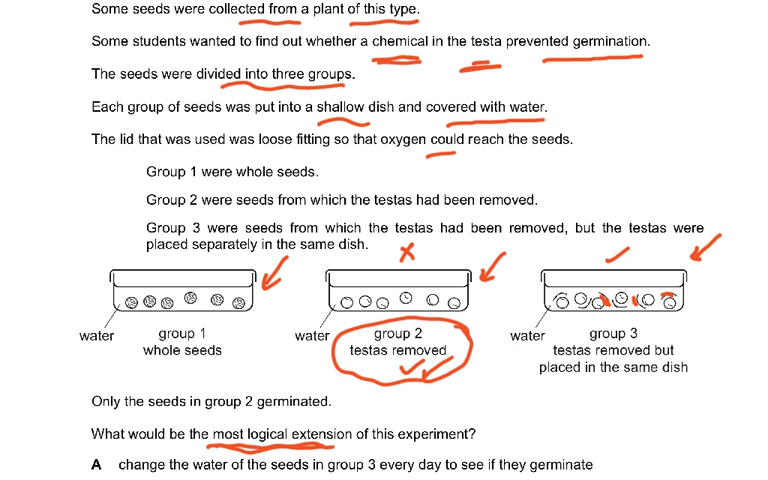 Some seeds were collected from a plant of this type.
Some students wanted to find out whether a chemical in the testa prevented germination.
The seeds were divided into three groups.
Each group of seeds was put into a shallow dish and covered with water.
The lid that was used was loose fitting so that oxygen could reach the seeds.
Group 1 were whole seeds.
Group 2 were seeds from which the testas had been removed.
Group 3 were seeds from which the testas had been removed, but the testas were
placed separately in the same dish.
water group 1 water group 2 water group 3
whole seeds testas removed testas removed but
placed in the same dish
Only the seeds in group 2 germinated.
What would be the most logical extension of this experiment?
A change the water of the seeds in group 3 every day to see if they germinate